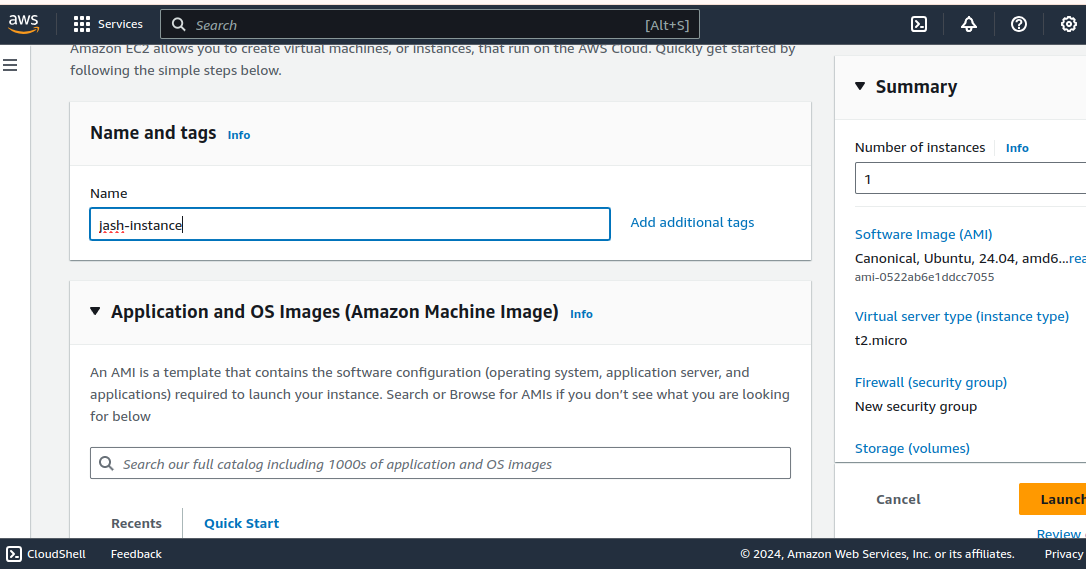 aws
Services
Search
[Alt+S]
Amazon EC2 allows you to create virtual machines, or instances, that run on the AWS Cloud. Quickly get started by
following the simple steps below.
Name and tags Info
Name
jash-instance
Add additional tags
Application and OS Images (Amazon Machine Image) Info
An AMI is a template that contains the software configuration (operating system, application server, and
applications) required to launch your instance. Search or Browse for AMIs if you don’t see what you are looking
for below
Search our full catalog including 1000s of application and OS images
Recents
Quick Start
Summary
Number of instances Info
1
Software Image (AMI)
Canonical, Ubuntu, 24.04, amd6...rea
ami-0522ab6e1ddcc7055
Virtual server type (instance type)
t2.micro
Firewall (security group)
New security group
Storage (volumes)
Cancel
Launch
Review
CloudShell
Feedback
© 2024, Amazon Web Services, Inc. or its affiliates.
Privacy